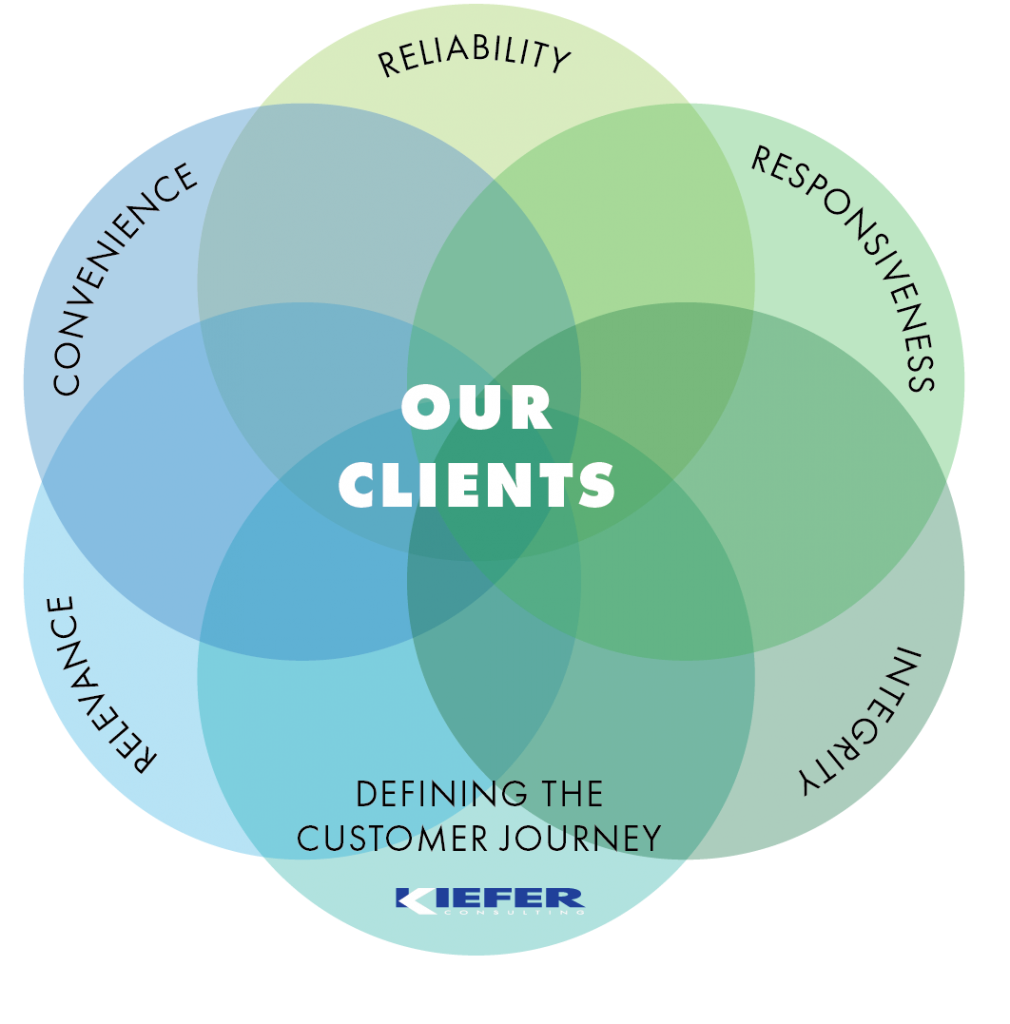 RELIABILITY
RESPONSIVENESS
CONVENIENCE
OUR
CLIENTS
RELEVANCE
INTEGRITY
DEFINING THE
CUSTOMER JOURNEY
KIEFER
CONSULTING